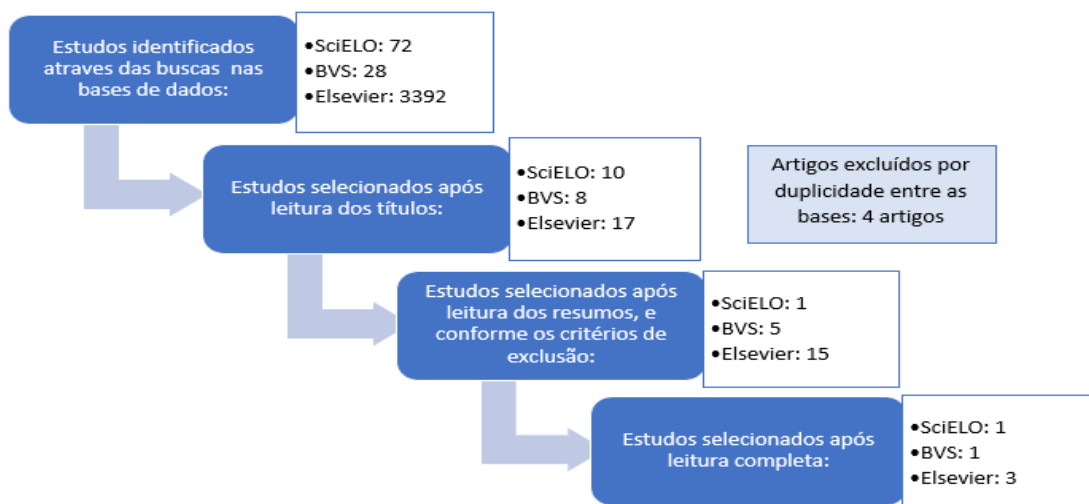 Estudos identificados
atraves das buscas nas
bases de dados:
•SciELO: 72
•BVS: 28
•Elsevier: 3392
Estudos selecionados após
leitura dos títulos:
•SciELO: 10
•BVS: 8
•Elsevier: 17
Artigos excluídos por
duplicidade entre as
bases: 4 artigos
Estudos selecionados após
leitura dos resumos, e
conforme os critérios de
exclusão:
•SciELO: 1
•BVS: 5
•Elsevier: 15
Estudos selecionados após
leitura completa:
•SciELO: 1
•BVS: 1
•Elsevier: 3